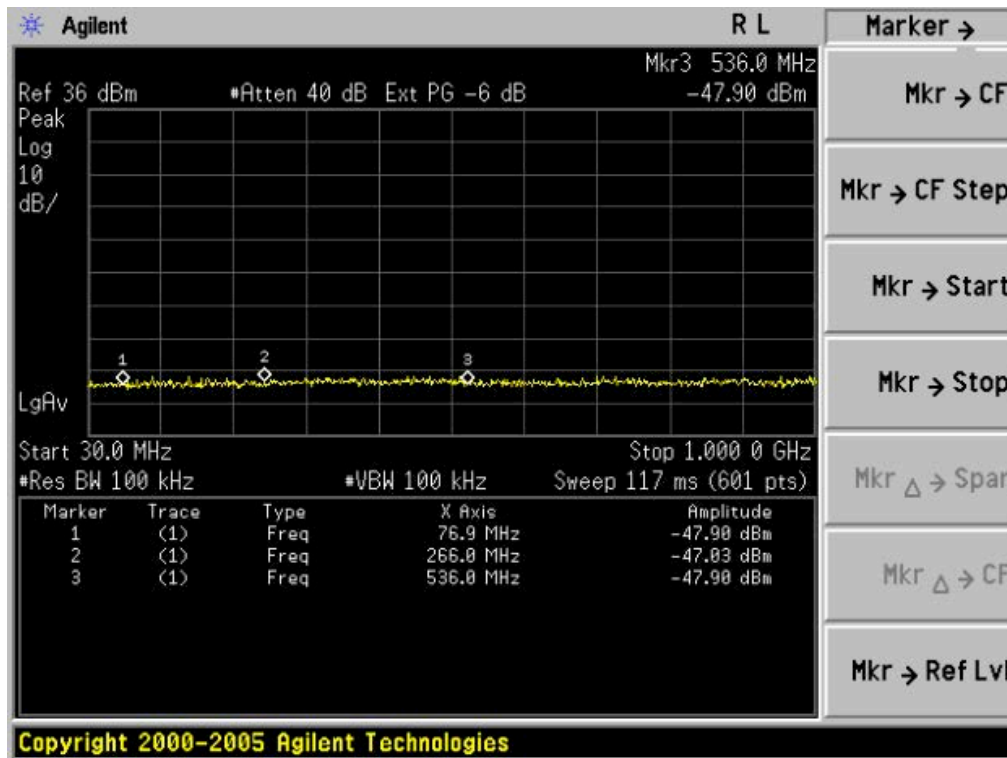 Agilent R L Marker →
Mkr3 536.0 MHz
Ref 36 dBm #Atten 40 dB Ext PG -6 dB -47.90 dBm
Peak
Log
10
dB/
1 2 3
LgAv
Start 30.0 MHz Stop 1.000 0 GHz
#Res BW 100 kHz #VBW 100 kHz Sweep 117 ms (601 pts)
Marker Trace Type X Axis Amplitude
1 (1) Freq 76.9 MHz -47.90 dBm
2 (1) Freq 266.0 MHz -47.03 dBm
3 (1) Freq 536.0 MHz -47.90 dBm
Mkr → CF
Mkr → CF Step
Mkr → Start
Mkr → Stop
Mkr Δ → Span
Mkr Δ → CF
Mkr → Ref Lvl
Copyright 2000-2005 Agilent Technologies